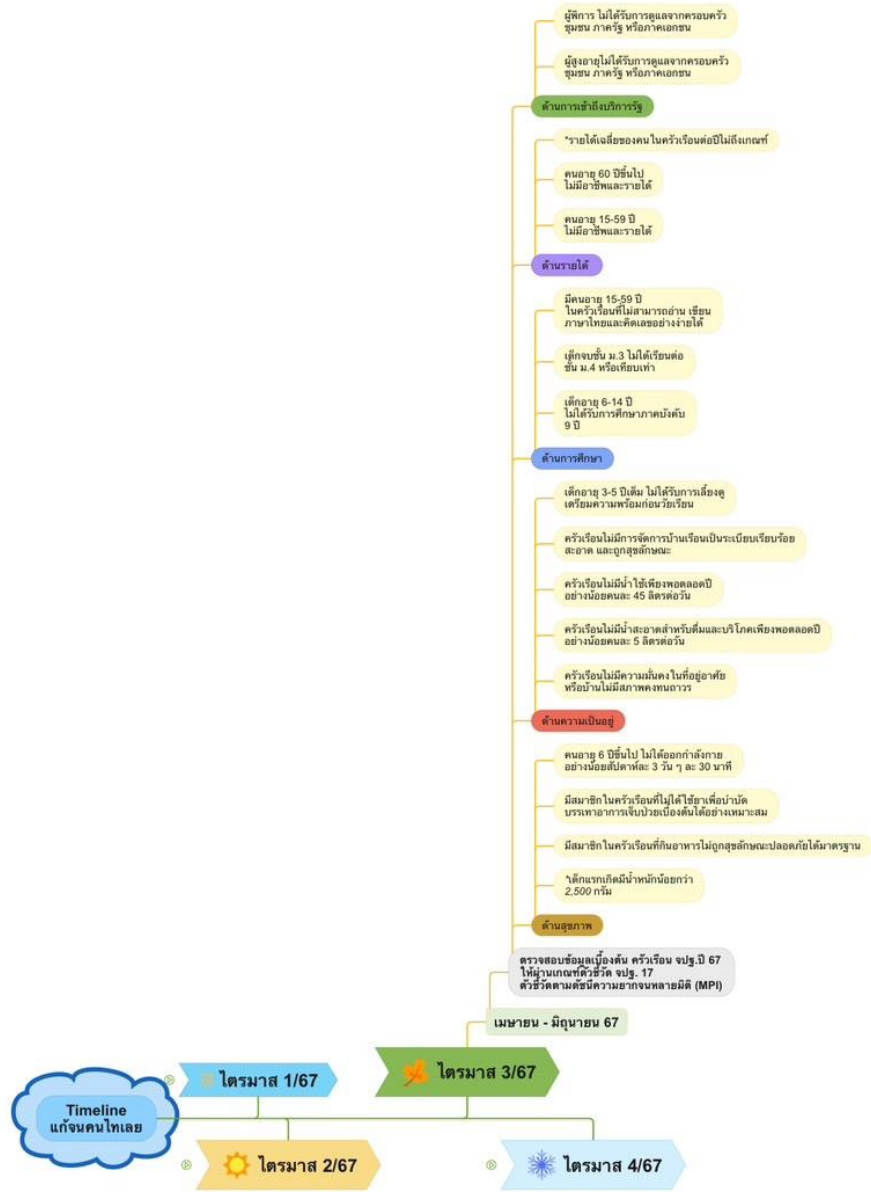 ผู้พิการ ไม่ได้รับการดูแลจากครอบครัว
ชุมชน ภาครัฐ หรือภาคเอกชน
ผู้สูงอายุไม่ได้รับการดูแลจากครอบครัว
ชุมชน ภาครัฐ หรือภาคเอกชน
ด้านการเข้าถึงบริการรัฐ
*รายได้เฉลี่ยของคนในครัวเรือนต่อปีไม่ถึงเกณฑ์
คนอายุ 60 ปีขึ้นไป
ไม่มีอาชีพและรายได้
คนอายุ 15-59 ปี
ไม่มีอาชีพและรายได้
ด้านรายได้
มีคนอายุ 15-59 ปี
ในครัวเรือนที่ไม่สามารถอ่าน เขียน
ภาษาไทยและคิดเลขอย่างง่ายได้
เด็กจบชั้น ม.3 ไม่ได้เรียนต่อ
ชั้น ม.4 หรือเทียบเท่า
เด็กอายุ 6-14 ปี
ไม่ได้รับการศึกษาภาคบังคับ
9 ปี
ด้านการศึกษา
เด็กอายุ 3-5 ปีเต็ม ไม่ได้รับการเลี้ยงดู
เตรียมความพร้อมก่อนวัยเรียน
ครัวเรือนไม่มีการจัดการบ้านเรือนเป็นระเบียบเรียบร้อย
สะอาด และถูกสุขลักษณะ
ครัวเรือนไม่มีน้ำใช้เพียงพอตลอดปี
อย่างน้อยคนละ 45 ลิตรต่อวัน
ครัวเรือนไม่มีน้ำสะอาดสำหรับดื่มและบริโภคเพียงพอตลอดปี
อย่างน้อยคนละ 5 ลิตรต่อวัน
ครัวเรือนไม่มีความมั่นคงในที่อยู่อาศัย
หรือบ้านไม่มีสภาพคงทนถาวร
ด้านความเป็นอยู่
คนอายุ 6 ปีขึ้นไป ไม่ได้ออกกำลังกาย
อย่างน้อยสัปดาห์ละ 3 วัน ๆ ละ 30 นาที
มีสมาชิกในครัวเรือนที่ไม่ได้ใช้ยาเพื่อบำบัด
บรรเทาอาการเจ็บป่วยเบื้องต้นได้อย่างเหมาะสม
มีสมาชิกในครัวเรือนที่กินอาหารไม่ถูกสุขลักษณะปลอดภัยได้มาตรฐาน
*เด็กแรกเกิดมีน้ำหนักน้อยกว่า
2,500 กรัม
ด้านสุขภาพ
ตรวจสอบข้อมูลเบื้องต้น ครัวเรือน จปฐ.ปี 67
ให้ผ่านเกณฑ์ตัวชี้วัด จปฐ. 17
ตัวชี้วัดตามดัชนีความยากจนหลายมิติ (MPI)
เมษายน - มิถุนายน 67
ไตรมาส 3/67
ไตรมาส 1/67
Timeline
แก้จนคนไทเลย
ไตรมาส 2/67
ไตรมาส 4/67